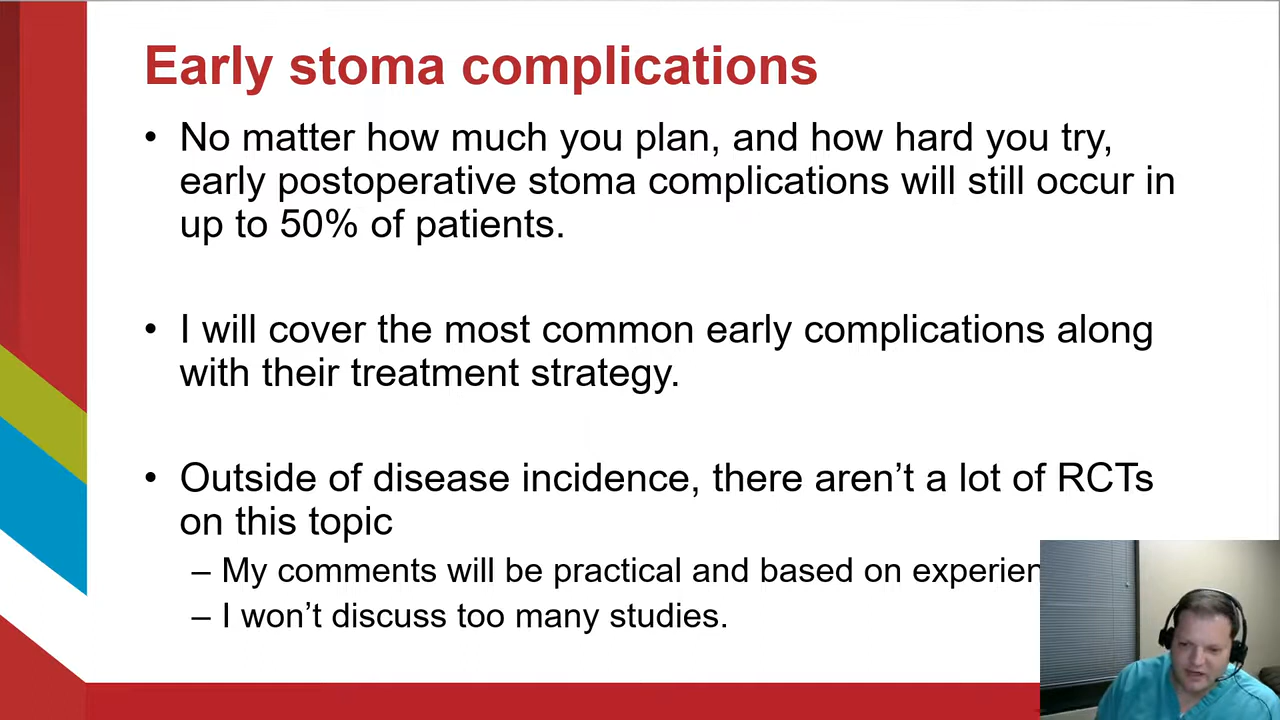 Early stoma complications
• No matter how much you plan, and how hard you try,
early postoperative stoma complications will still occur in
up to 50% of patients.
• I will cover the most common early complications along
with their treatment strategy.
• Outside of disease incidence, there aren’t a lot of RCTs
on this topic
– My comments will be practical and based on experien
– I won’t discuss too many studies.